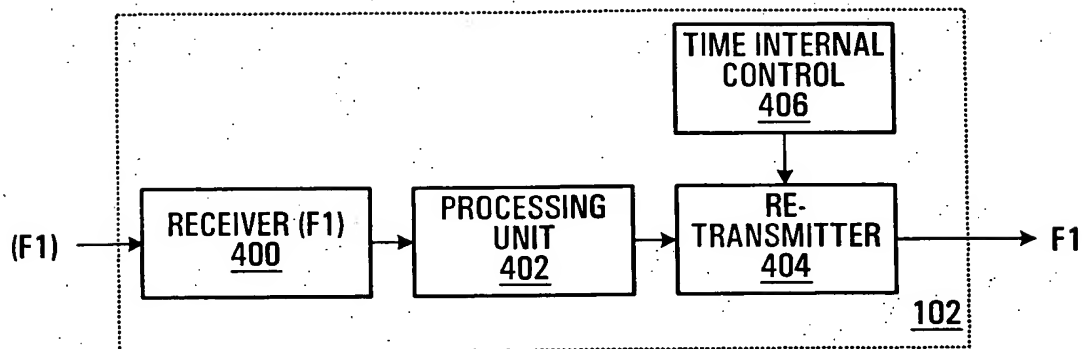 TIME INTERNAL
CONTROL
406
(F1)
RECEIVER (F1)
400
PROCESSING
UNIT
402
RE-
TRANSMITTER
404
F1
102